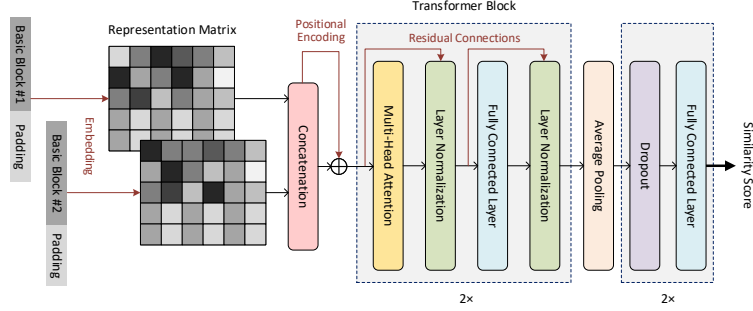 Transformer Block
Representation Matrix
Positional
Encoding
Residual Connections
Basic Block #1
Padding
Embedding
Basic Block #2
Padding
Concatenation
Multi-Head Attention
Layer Normalization
Fully Connected Layer
Layer Normalization
Average Pooling
Dropout
Fully Connected Layer
Similarity Score
2×
2×